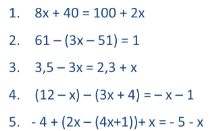 1. 8x + 40 = 100 + 2x
2. 61 – (3x – 51) = 1
3. 3,5 – 3x = 2,3 + x
4. (12 – x) – (3x + 4) = – x – 1
5. - 4 + (2x – (4x+1))+ x = - 5 - x